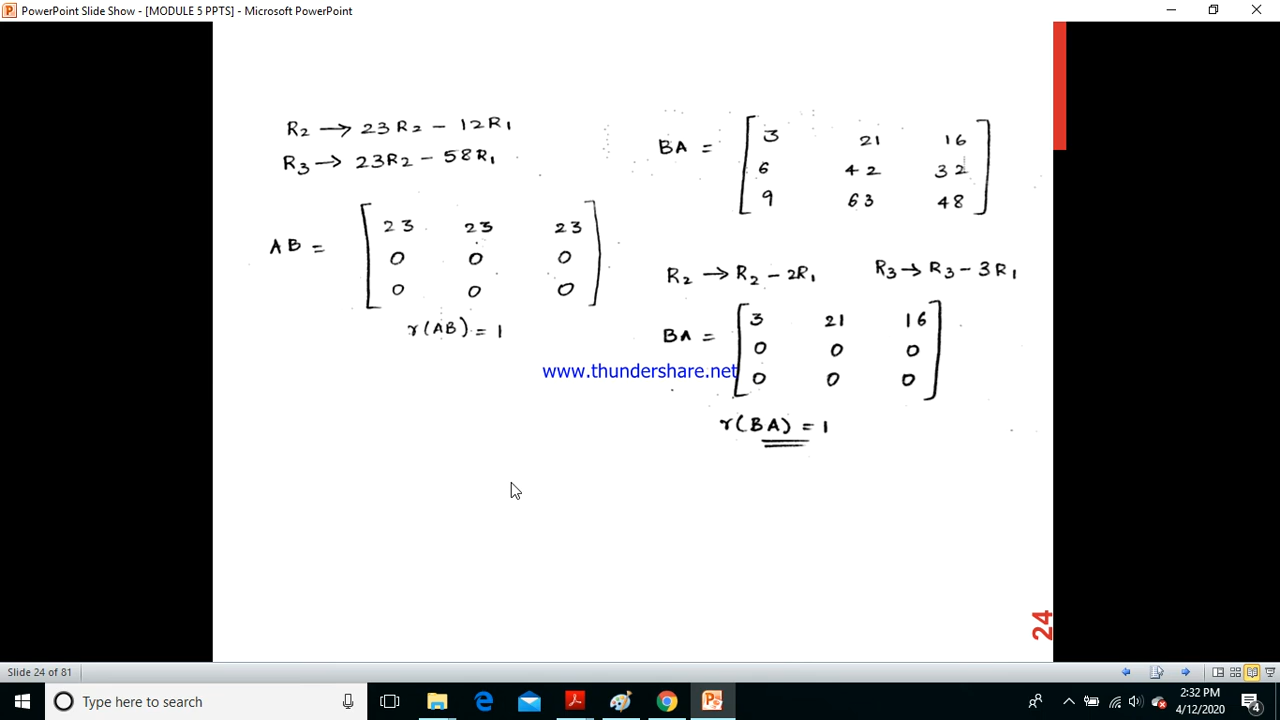 PowerPoint Slide Show - [MODULE 5 PPTS] - Microsoft PowerPoint
R2 → 23R2 - 12R1
R3 → 23R2 - 58R1
AB =
23 23 23
0 0 0
0 0 0
r(AB) = 1
BA =
3 21 16
6 42 32
9 63 48
R2 → R2 - 2R1 R3 → R3 - 3R1
BA =
3 21 16
0 0 0
0 0 0
r(BA) = 1
www.thundershare.net
24
Slide 24 of 81
Type here to search
2:32 PM
4/12/2020
4